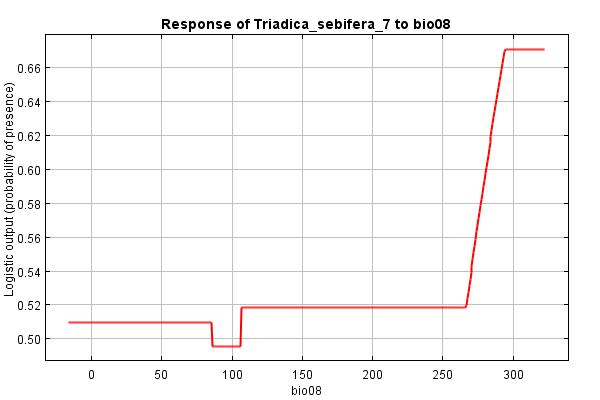 Response of Triadica_sebifera_7 to bio08
Logistic output (probability of presence)
0.66
0.64
0.62
0.60
0.58
0.56
0.54
0.52
0.50
0 50 100 150 200 250 300
bio08